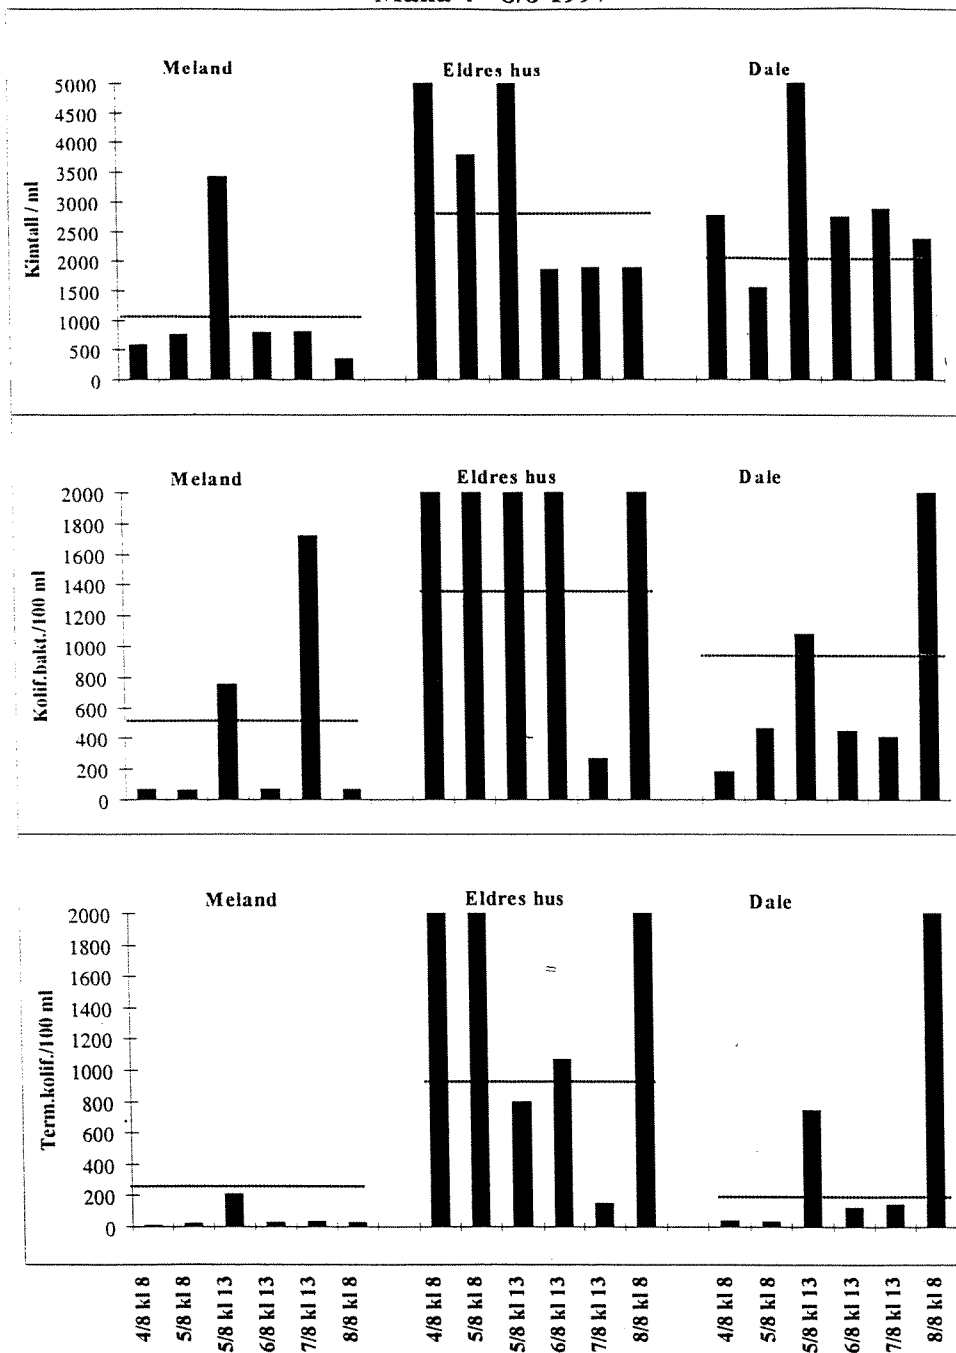 Meland Eldres hus Dale
Kimtall / ml
5000
4500
4000
3500
3000
2500
2000
1500
1000
500
0
Meland Eldres hus Dale
Kolif.bakt./100 ml
2000
1800
1600
1400
1200
1000
800
600
400
200
0
Meland Eldres hus Dale
Term.kolif./100 ml
2000
1800
1600
1400
1200
1000
800
600
400
200
0
4/8 kl 8
5/8 kl 8
5/8 kl 13
6/8 kl 13
7/8 kl 13
8/8 kl 8
4/8 kl 8
5/8 kl 8
5/8 kl 13
6/8 kl 13
7/8 kl 13
8/8 kl 8
4/8 kl 8
5/8 kl 8
5/8 kl 13
6/8 kl 13
7/8 kl 13
8/8 kl 8